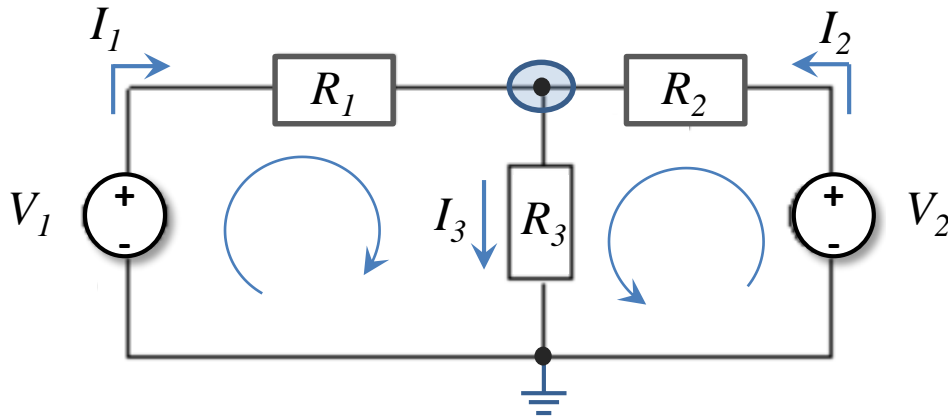 I1 I2
R1 R2
+ +
V1 I3 R3 V2
- -